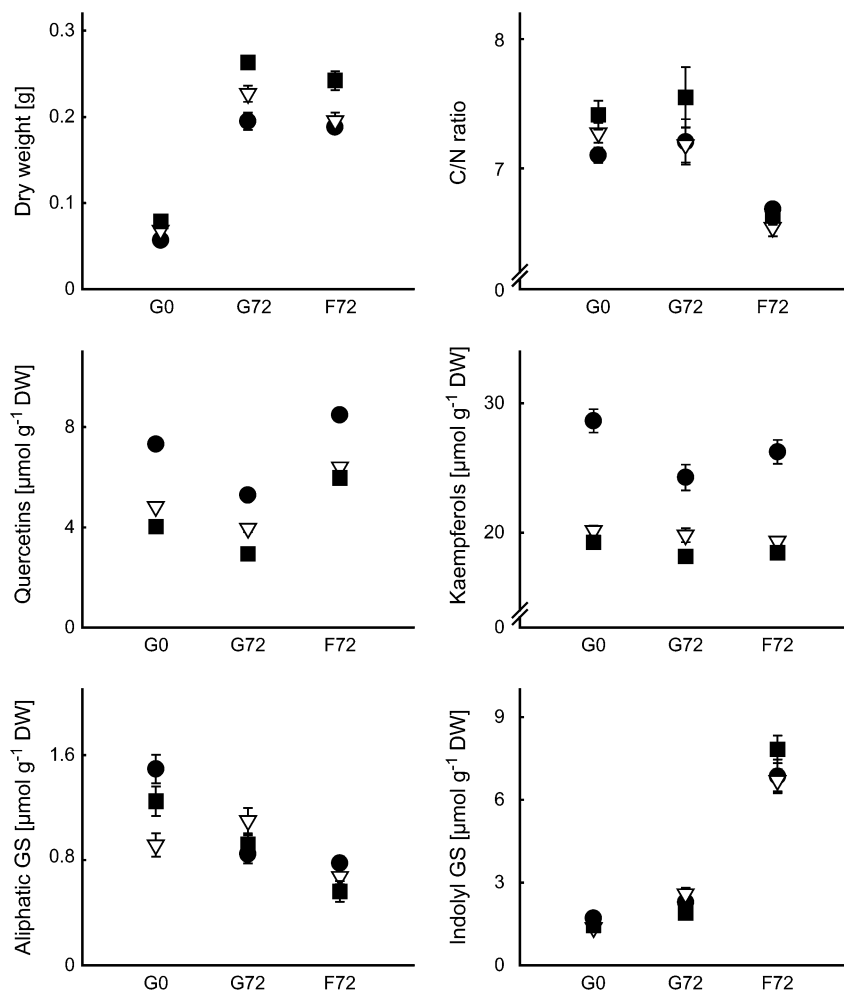 Dry weight [g]
0.3
0.2
0.1
0
G0 G72 F72
C/N ratio
8
7
0
G0 G72 F72
Quercetins [µmol g⁻¹ DW]
8
4
0
G0 G72 F72
Kaempferols [µmol g⁻¹ DW]
30
20
0
G0 G72 F72
Aliphatic GS [µmol g⁻¹ DW]
1.6
0.8
0
G0 G72 F72
Indolyl GS [µmol g⁻¹ DW]
9
6
3
0
G0 G72 F72